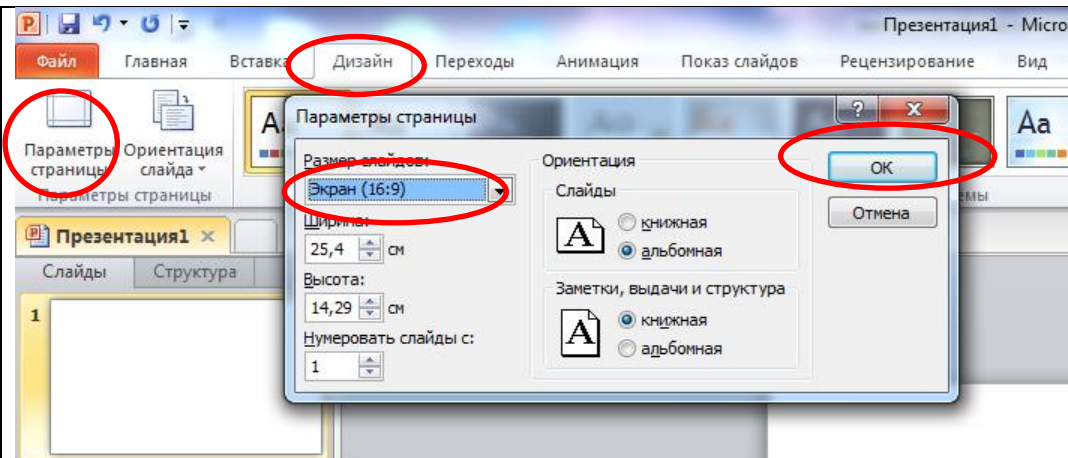 Презентация1 - Micro
Файл Главная Вставка Дизайн Переходы Анимация Показ слайдов Рецензирование Вид
Параметры страницы
Размер слайдов:
Экран (16:9)
Ширина:
25,4 см
Высота:
14,29 см
Нумеровать слайды с:
1
Ориентация
Слайды
A
книжная
альбомная
Заметки, выдачи и структура
A
книжная
альбомная
ОК
Отмена
Параметры страницы
Ориентация слайда
Параметры страницы
Aa
Презентация1
Слайды Структура
1